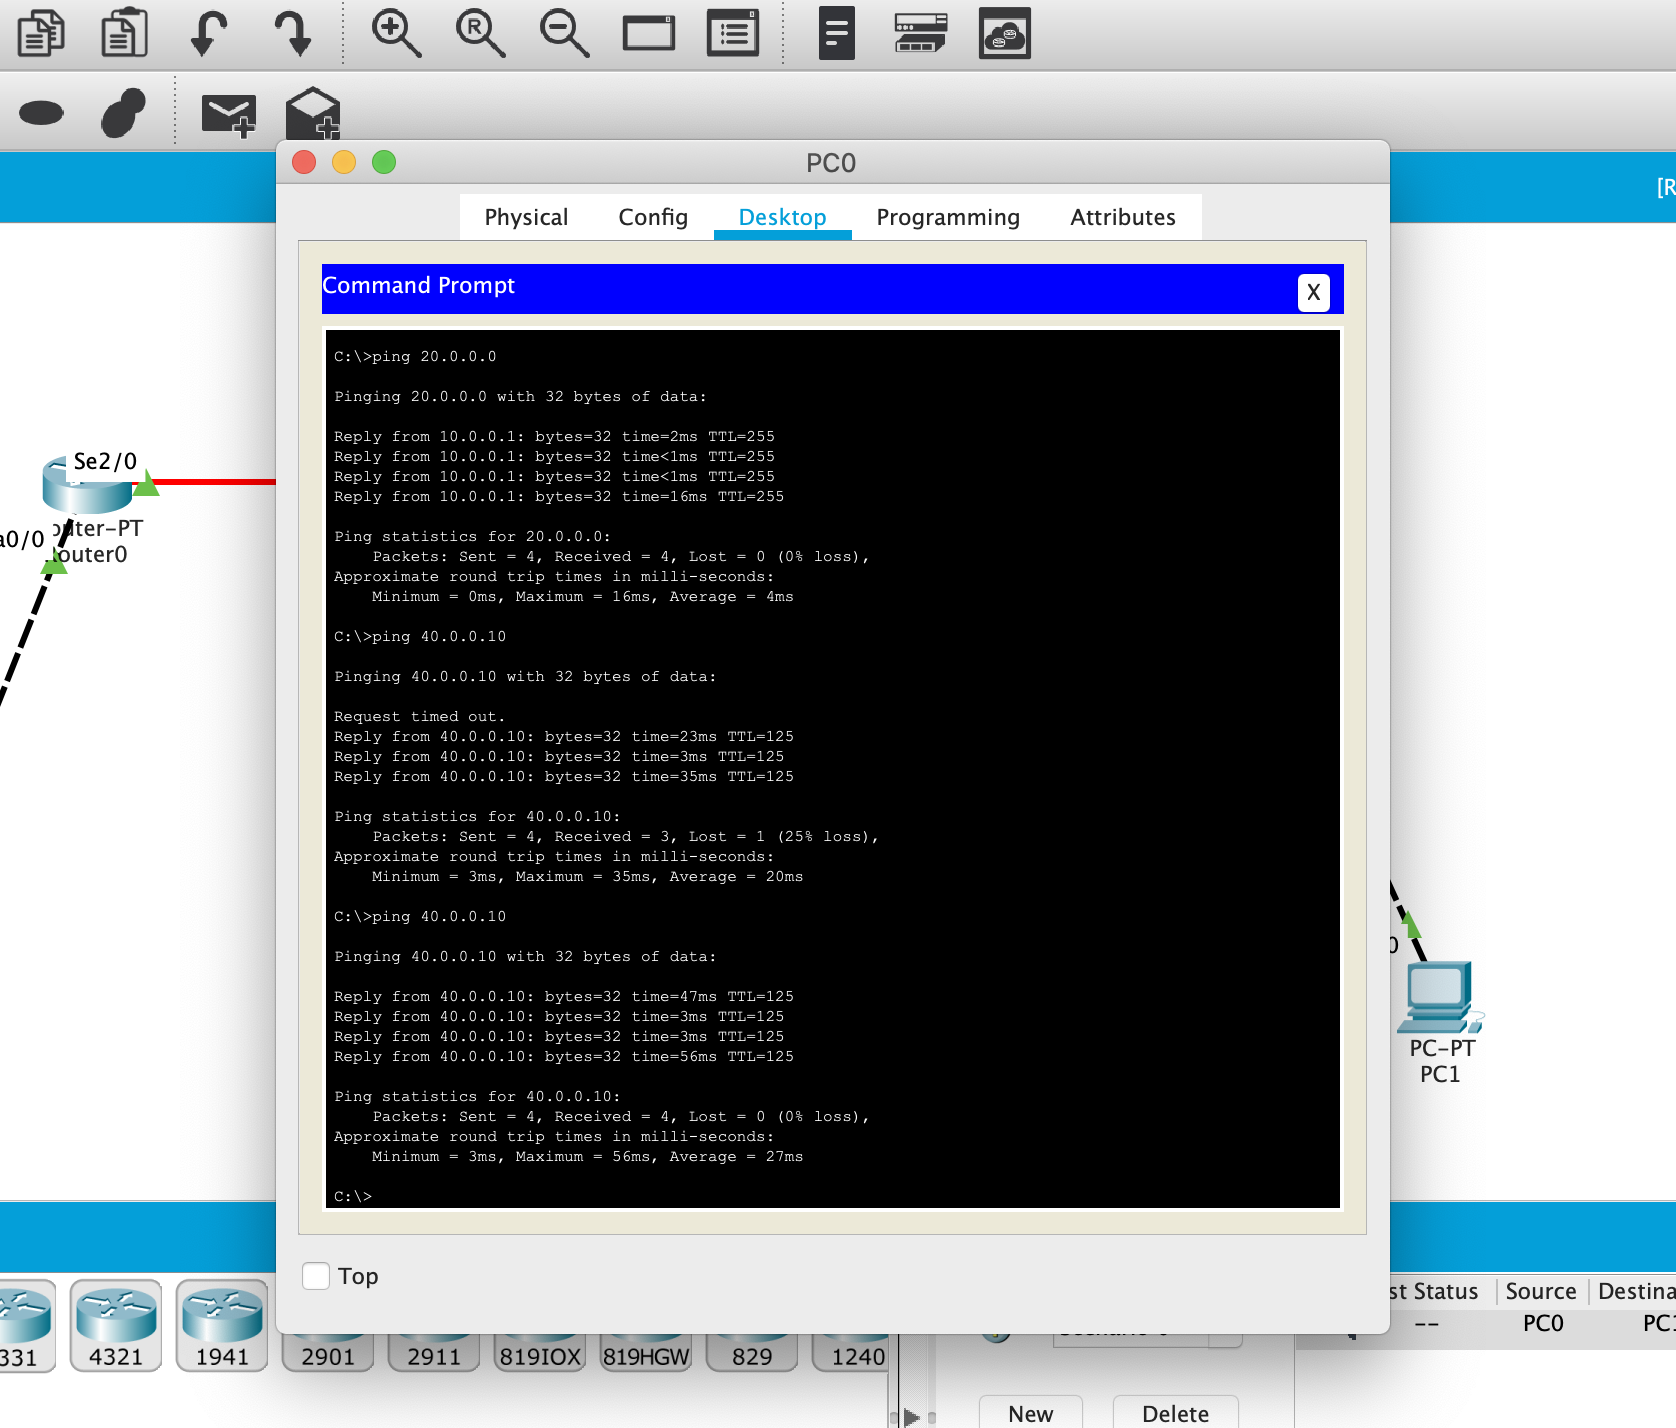 PC0
[R
Physical Config Desktop Programming Attributes
Command Prompt
X
C:\>ping 20.0.0.0
Pinging 20.0.0.0 with 32 bytes of data:
Reply from 10.0.0.1: bytes=32 time=2ms TTL=255
Reply from 10.0.0.1: bytes=32 time<1ms TTL=255
Reply from 10.0.0.1: bytes=32 time<1ms TTL=255
Reply from 10.0.0.1: bytes=32 time=16ms TTL=255
Ping statistics for 20.0.0.0:
Packets: Sent = 4, Received = 4, Lost = 0 (0% loss),
Approximate round trip times in milli-seconds:
Minimum = 0ms, Maximum = 16ms, Average = 4ms
C:\>ping 40.0.0.10
Pinging 40.0.0.10 with 32 bytes of data:
Request timed out.
Reply from 40.0.0.10: bytes=32 time=23ms TTL=125
Reply from 40.0.0.10: bytes=32 time=3ms TTL=125
Reply from 40.0.0.10: bytes=32 time=35ms TTL=125
Ping statistics for 40.0.0.10:
Packets: Sent = 4, Received = 3, Lost = 1 (25% loss),
Approximate round trip times in milli-seconds:
Minimum = 3ms, Maximum = 35ms, Average = 20ms
C:\>ping 40.0.0.10
Pinging 40.0.0.10 with 32 bytes of data:
Reply from 40.0.0.10: bytes=32 time=47ms TTL=125
Reply from 40.0.0.10: bytes=32 time=3ms TTL=125
Reply from 40.0.0.10: bytes=32 time=3ms TTL=125
Reply from 40.0.0.10: bytes=32 time=56ms TTL=125
Ping statistics for 40.0.0.10:
Packets: Sent = 4, Received = 4, Lost = 0 (0% loss),
Approximate round trip times in milli-seconds:
Minimum = 3ms, Maximum = 56ms, Average = 27ms
C:\>
Top
Se2/0
outer-PT
a0/0
outer0
0
PC-PT
PC1
st Status Source Destina
-- PC0 PC1
331 4321 1941 2901 2911 819IOX 819HGW 829 1240
New Delete